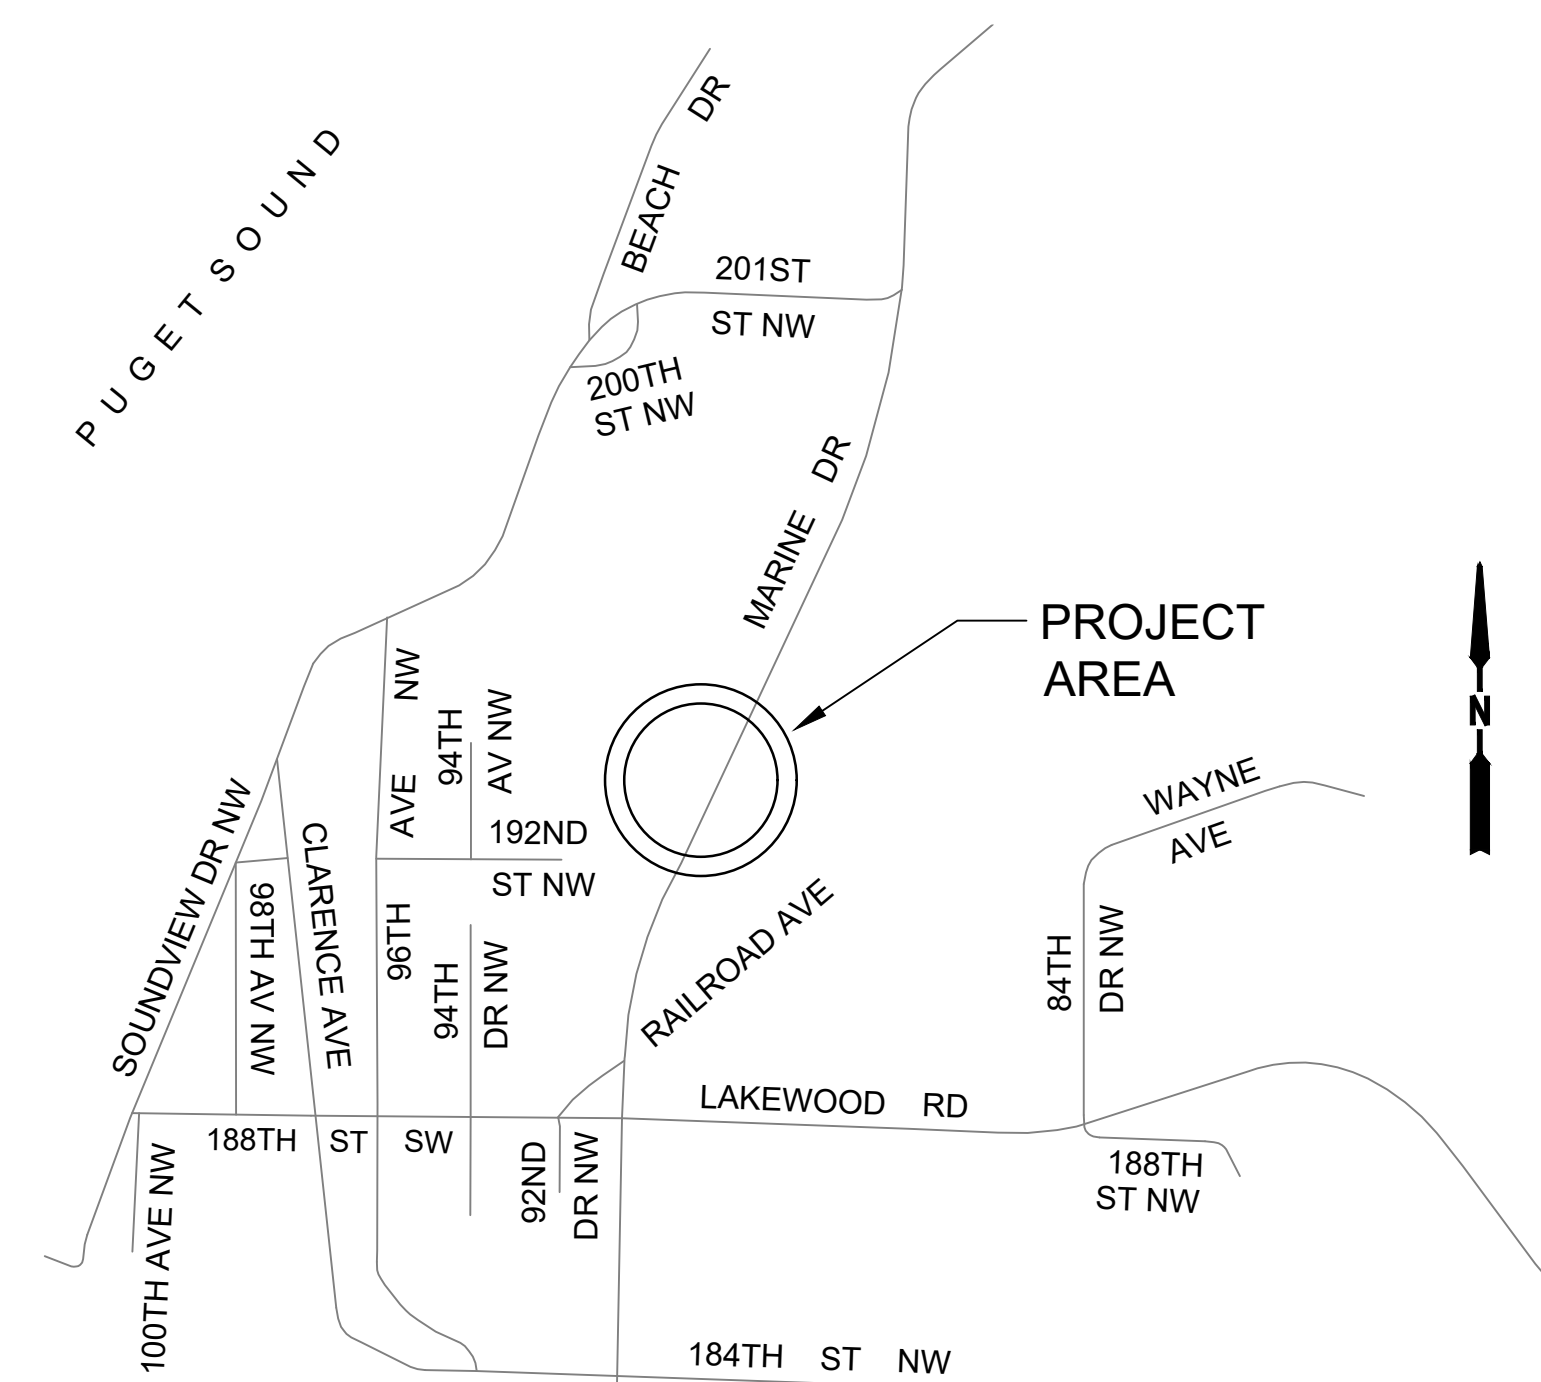 BEACH DR
PUGET SOUND
201ST
ST NW
200TH
ST NW
MARINE DR
PROJECT
AREA
N
96TH AVE NW
94TH
AV NW
192ND
ST NW
WAYNE
AVE
SOUNDVIEW DR NW
CLARENCE AVE
98TH AV NW
94TH
DR NW
RAILROAD AVE
84TH
DR NW
LAKEWOOD RD
188TH ST SW
92ND
DR NW
188TH
ST NW
100TH AVE NW
184TH ST NW